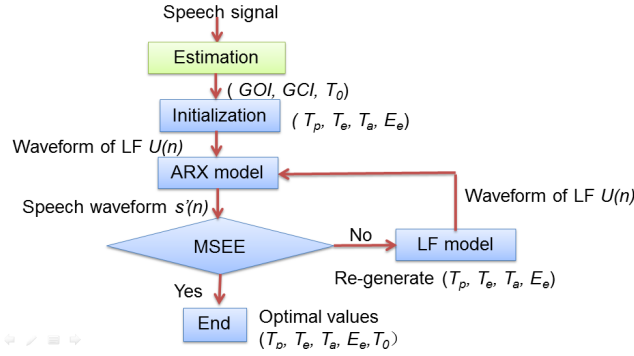 Speech signal
Estimation
( GOI, GCI, T0)
Initialization
( Tp, Te, Ta, Ee)
Waveform of LF U(n)
ARX model
Waveform of LF U(n)
Speech waveform s'(n)
MSEE
No
LF model
Re-generate (Tp, Te, Ta, Ee)
Yes
End
Optimal values
(Tp, Te, Ta, Ee,T0)